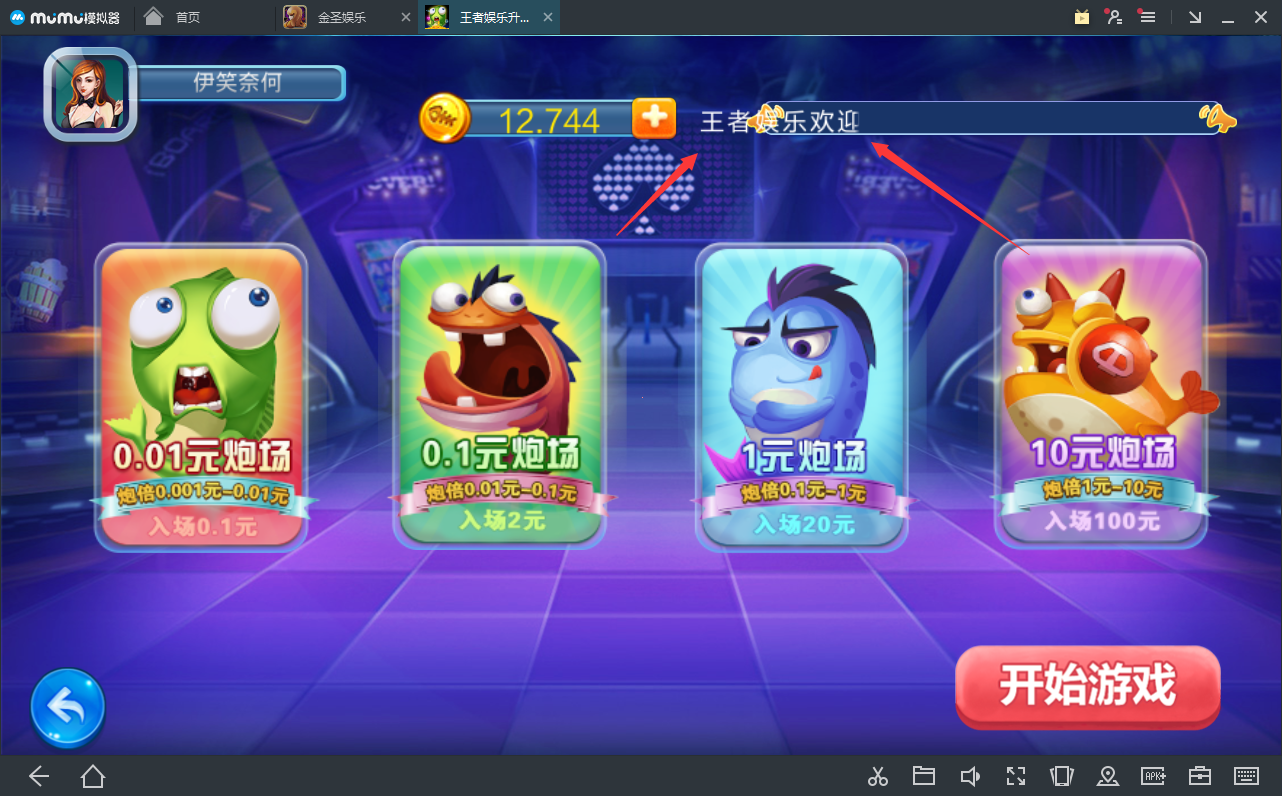 MUMU模拟器 首页 金圣娱乐 王者娱乐升...
伊笑奈何
12.744
王者娱乐欢迎
0.01元炮场
炮倍0.001元-0.01元
入场0.1元
0.1元炮场
炮倍0.01元-0.1元
入场2元
1元炮场
炮倍0.1元-1元
入场20元
10元炮场
炮倍1元-10元
入场100元
开始游戏
APK